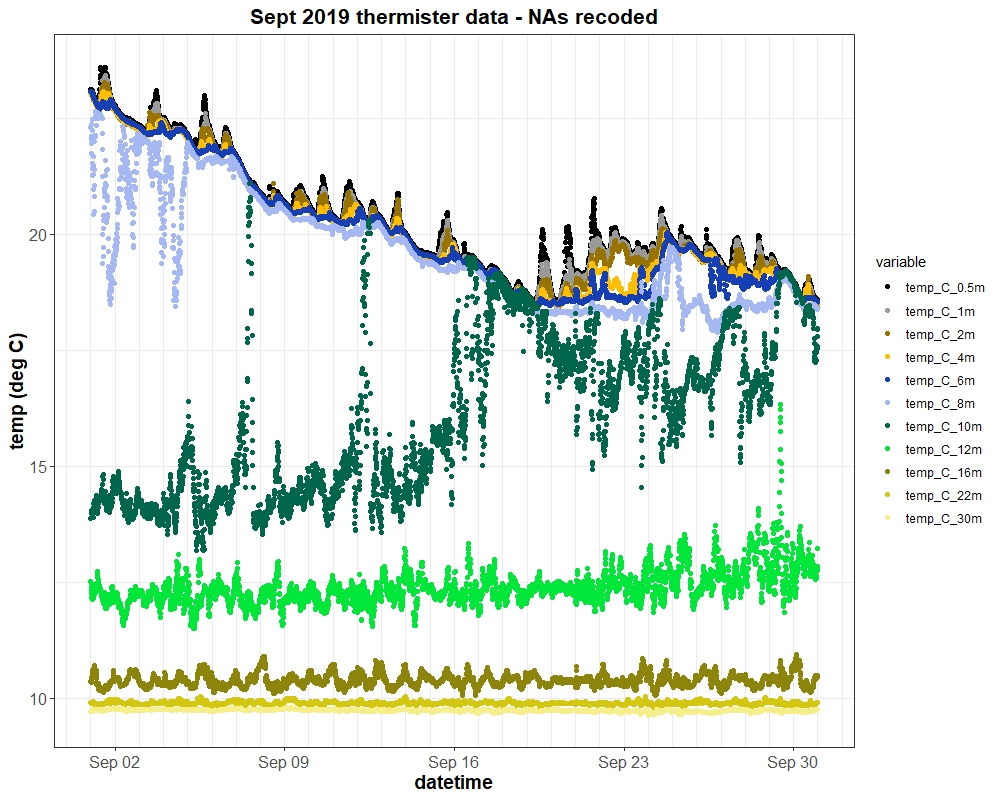 Sept 2019 thermister data - NAs recoded
temp (deg C)
20
15
10
Sep 02
Sep 09
Sep 16
Sep 23
Sep 30
datetime
variable
temp_C_0.5m
temp_C_1m
temp_C_2m
temp_C_4m
temp_C_6m
temp_C_8m
temp_C_10m
temp_C_12m
temp_C_16m
temp_C_22m
temp_C_30m